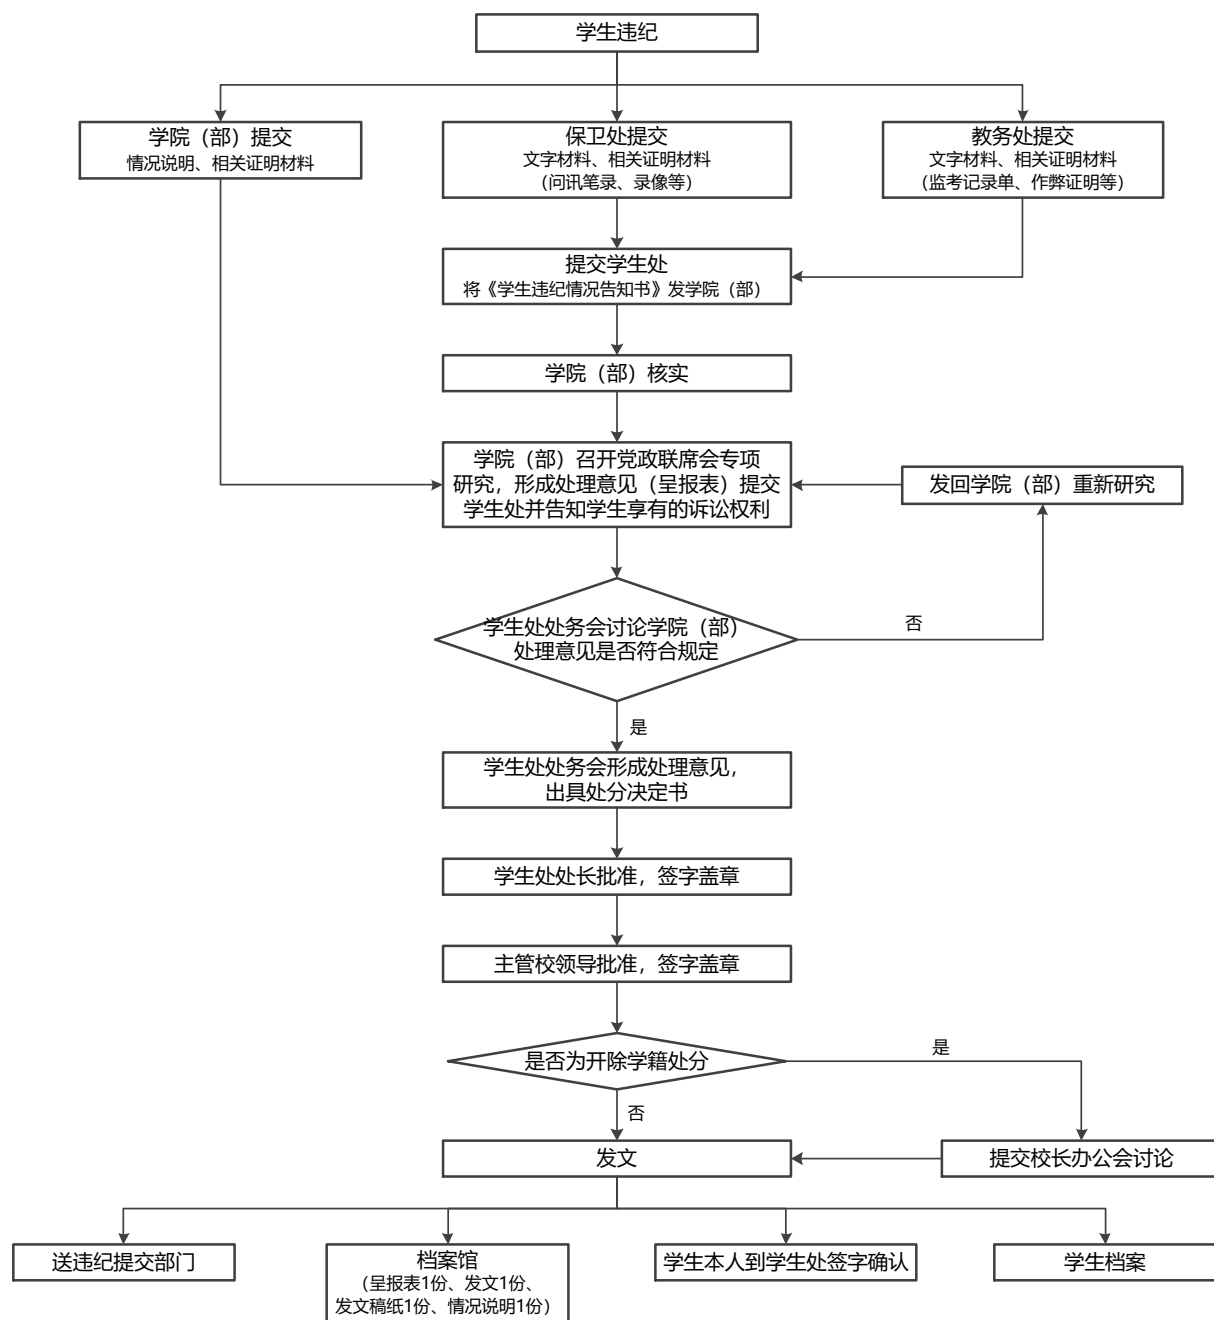 学生违纪
学院（部）提交
情况说明、相关证明材料
保卫处提交
文字材料、相关证明材料
（问讯笔录、录像等）
教务处提交
文字材料、相关证明材料
（监考记录单、作弊证明等）
提交学生处
将《学生违纪情况告知书》发学院（部）
学院（部）核实
学院（部）召开党政联席会专项
研究，形成处理意见（呈报表）提交
学生处并告知学生享有的诉讼权利
发回学院（部）重新研究
学生处处务会讨论学院（部）
处理意见是否符合规定
否
是
学生处处务会形成处理意见，
出具处分决定书
学生处处长批准，签字盖章
主管校领导批准，签字盖章
是否为开除学籍处分
是
否
发文
提交校长办公会讨论
送违纪提交部门
档案馆
（呈报表1份、发文1份、
发文稿纸1份、情况说明1份）
学生本人到学生处签字确认
学生档案